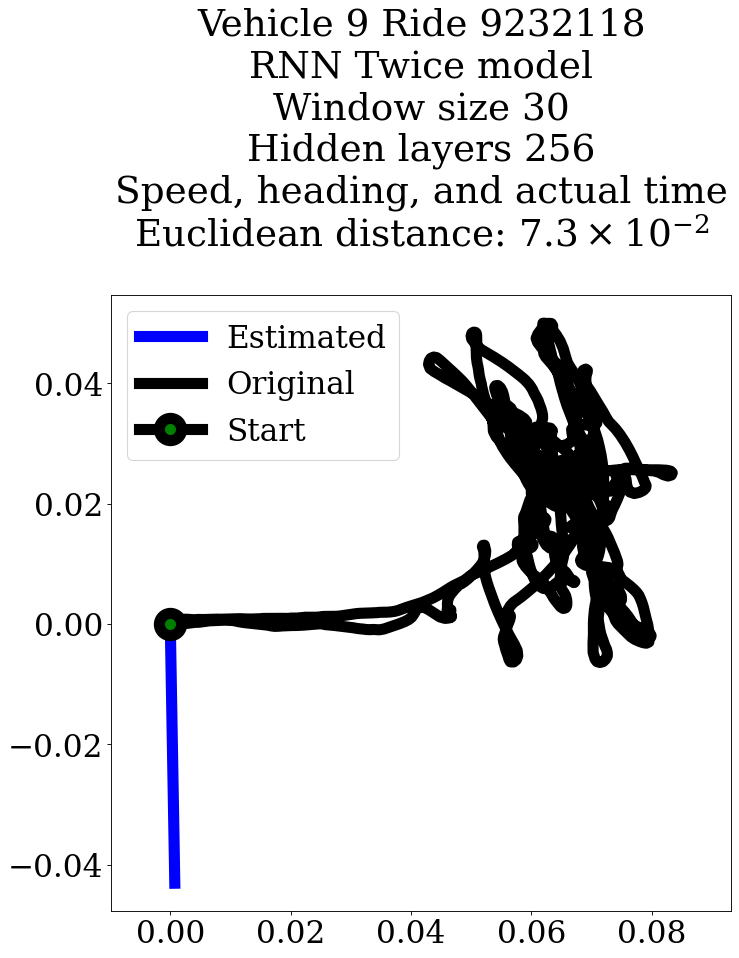 Vehicle 9 Ride 9232118
RNN Twice model
Window size 30
Hidden layers 256
Speed, heading, and actual time
Euclidean distance: 7.3 × 10⁻²
Estimated
Original
Start
0.04
0.02
0.00
−0.02
−0.04
0.00 0.02 0.04 0.06 0.08